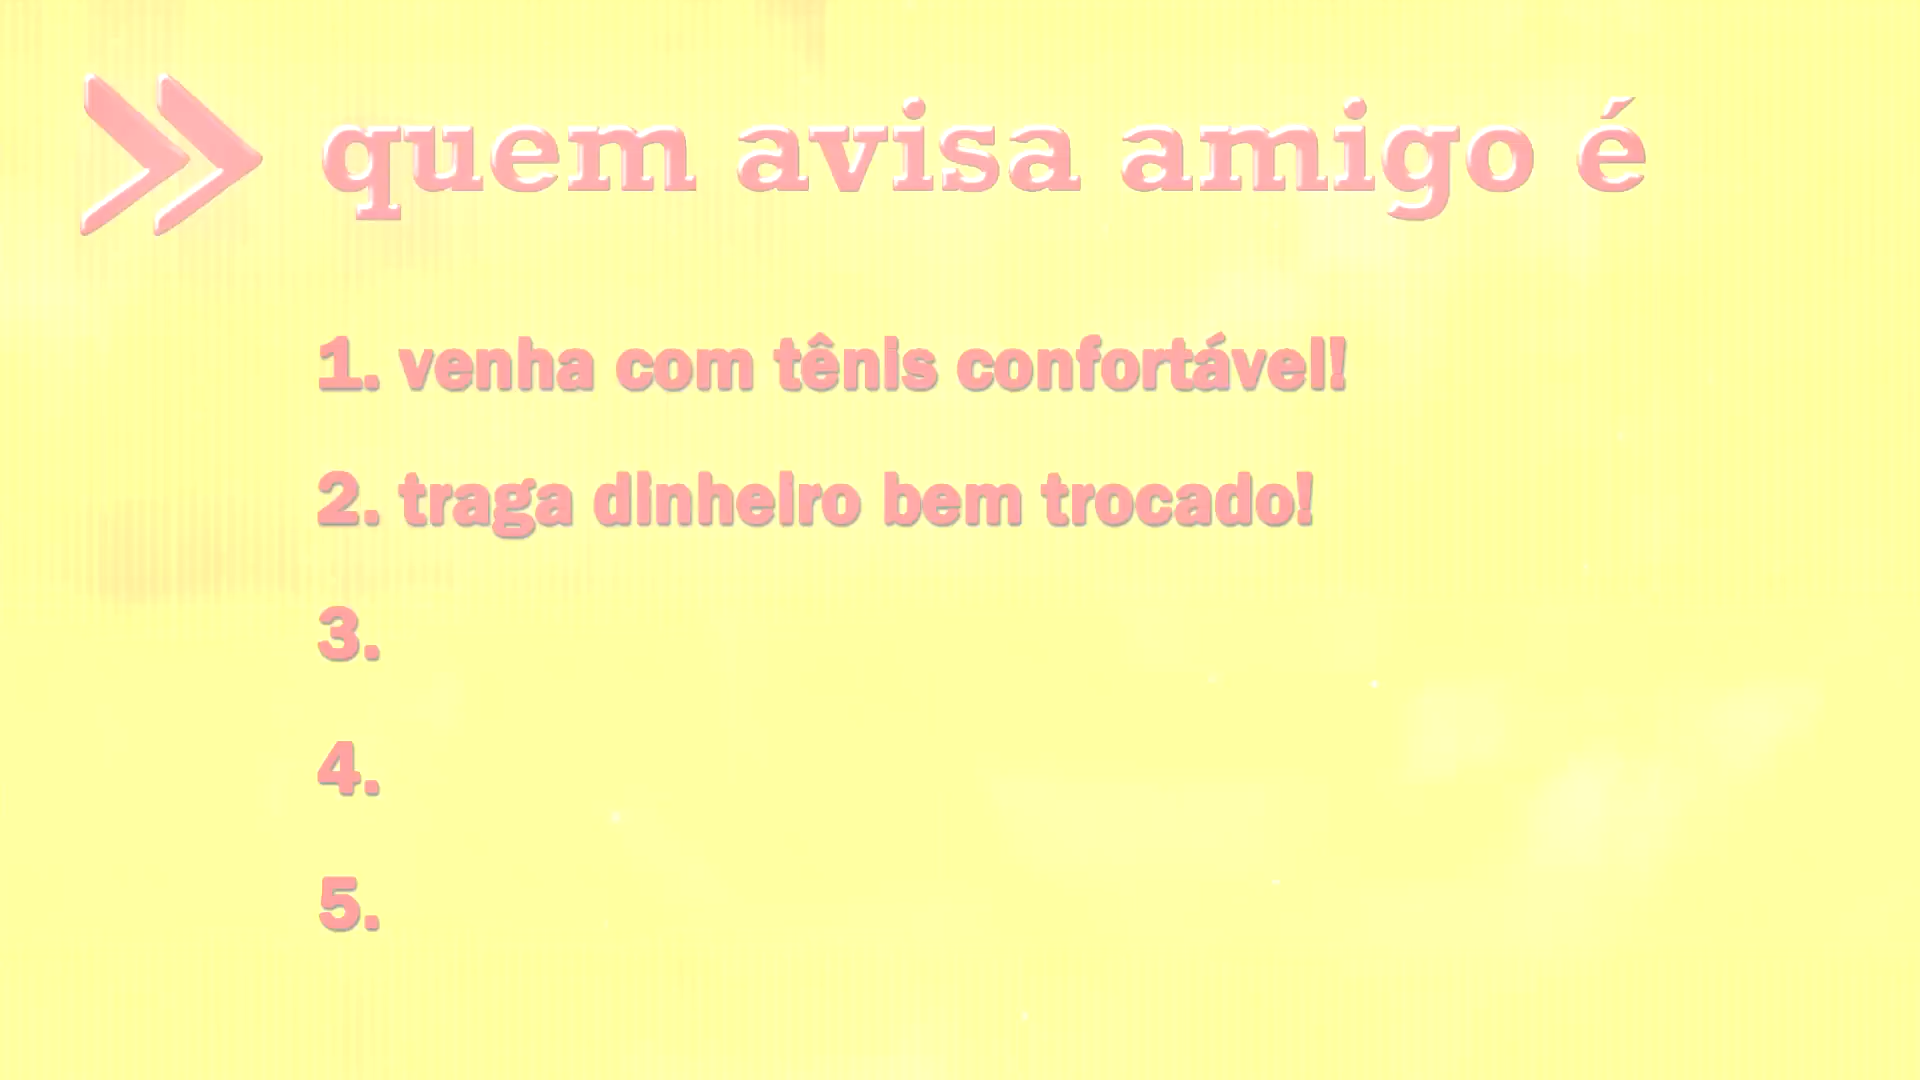 » quem avisa amigo é
1. venha com tênis confortável!
2. traga dinheiro bem trocado!
3.
4.
5.